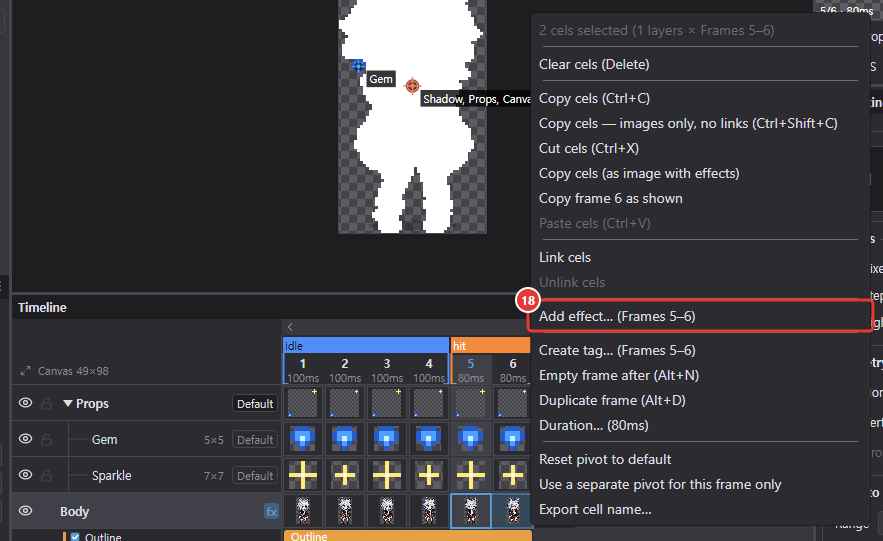 5/6 · 80ms
2 cels selected (1 layers × Frames 5–6)
Clear cels (Delete)
Copy cels (Ctrl+C)
Copy cels — images only, no links (Ctrl+Shift+C)
Cut cels (Ctrl+X)
Copy cels (as image with effects)
Copy frame 6 as shown
Paste cels (Ctrl+V)
Link cels
Unlink cels
18
Add effect... (Frames 5–6)
Create tag... (Frames 5–6)
Empty frame after (Alt+N)
Duplicate frame (Alt+D)
Duration... (80ms)
Reset pivot to default
Use a separate pivot for this frame only
Export cell name...
Gem
Shadow, Props, Canva
Timeline
idle
hit
Canvas 49×98
1 2 3 4 5 6
100ms 100ms 100ms 100ms 80ms 80ms
Props Default
Gem 5×5 Default
Sparkle 7×7 Default
Body fx
Outline
Outline